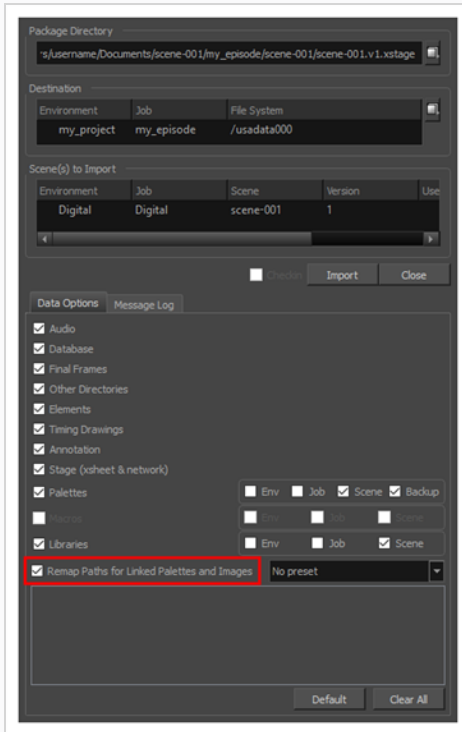 Package Directory
's/username/Documents/scene-001/my_episode/scene-001/scene-001.v1.xstage
Destination
Environment Job File System
my_project my_episode /usadata000
Scene(s) to Import
Environment Job Scene Version Use
Digital Digital scene-001 1
Checkin Import Close
Data Options Message Log
Audio
Database
Final Frames
Other Directories
Elements
Timing Drawings
Annotation
Stage (xsheet & network)
Palettes Env Job Scene Backup
Macros Env Job Scene
Libraries Env Job Scene
Remap Paths for Linked Palettes and Images No preset
Default Clear All